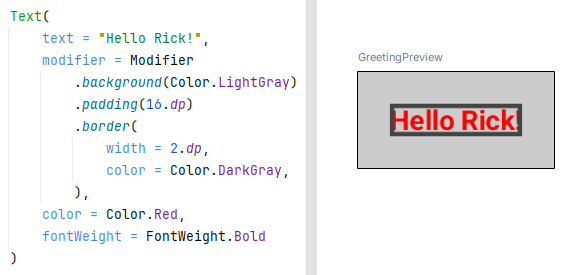 Text(
    text = "Hello Rick!",
    modifier = Modifier
        .background(Color.LightGray)
        .padding(16.dp)
        .border(
            width = 2.dp,
            color = Color.DarkGray,
        ),
    color = Color.Red,
    fontWeight = FontWeight.Bold
)
GreetingPreview
Hello Rick!